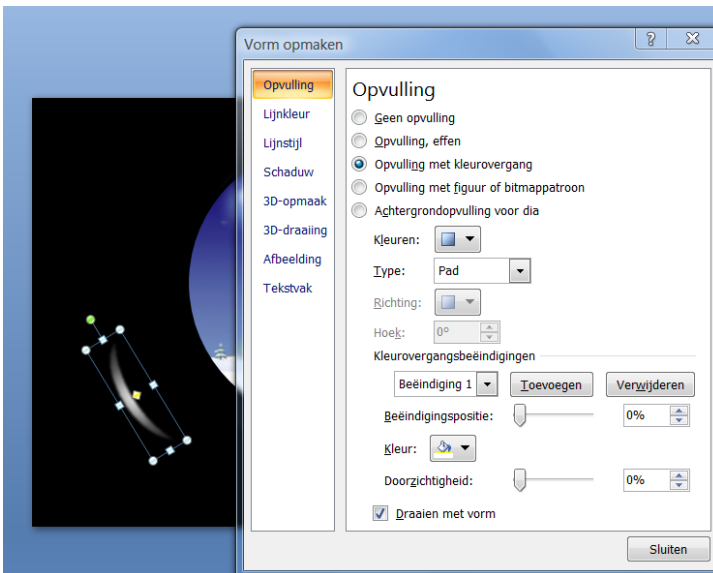 Vorm opmaken
Opvulling
Lijnkleur
Lijnstijl
Schaduw
3D-opmaak
3D-draaiing
Afbeelding
Tekstvak
Opvulling
Geen opvulling
Opvulling, effen
Opvulling met kleurovergang
Opvulling met figuur of bitmappatroon
Achtergrondopvulling voor dia
Kleuren:
Type: Pad
Richting:
Hoek: 0°
Kleurovergangsbeëindigingen
Beëindiging 1 Toevoegen Verwijderen
Beëindigingspositie: 0%
Kleur:
Doorzichtigheid: 0%
Draaien met vorm
Sluiten